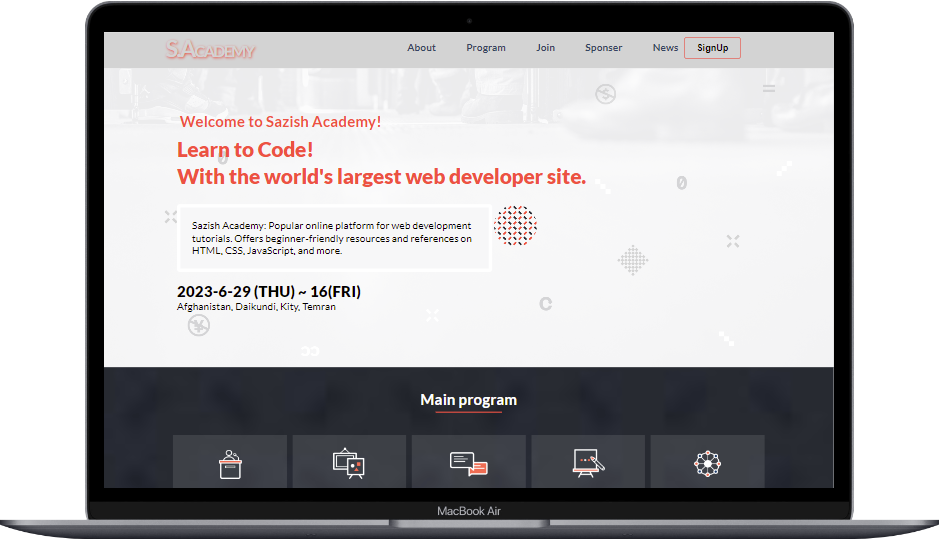 S.ACADEMY
About Program Join Sponser News SignUp
Welcome to Sazish Academy!
Learn to Code!
With the world's largest web developer site.
Sazish Academy: Popular online platform for web development
tutorials. Offers beginner-friendly resources and references on
HTML, CSS, JavaScript, and more.
2023-6-29 (THU) ~ 16(FRI)
Afghanistan, Daikundi, Kity, Temran
Main program
MacBook Air